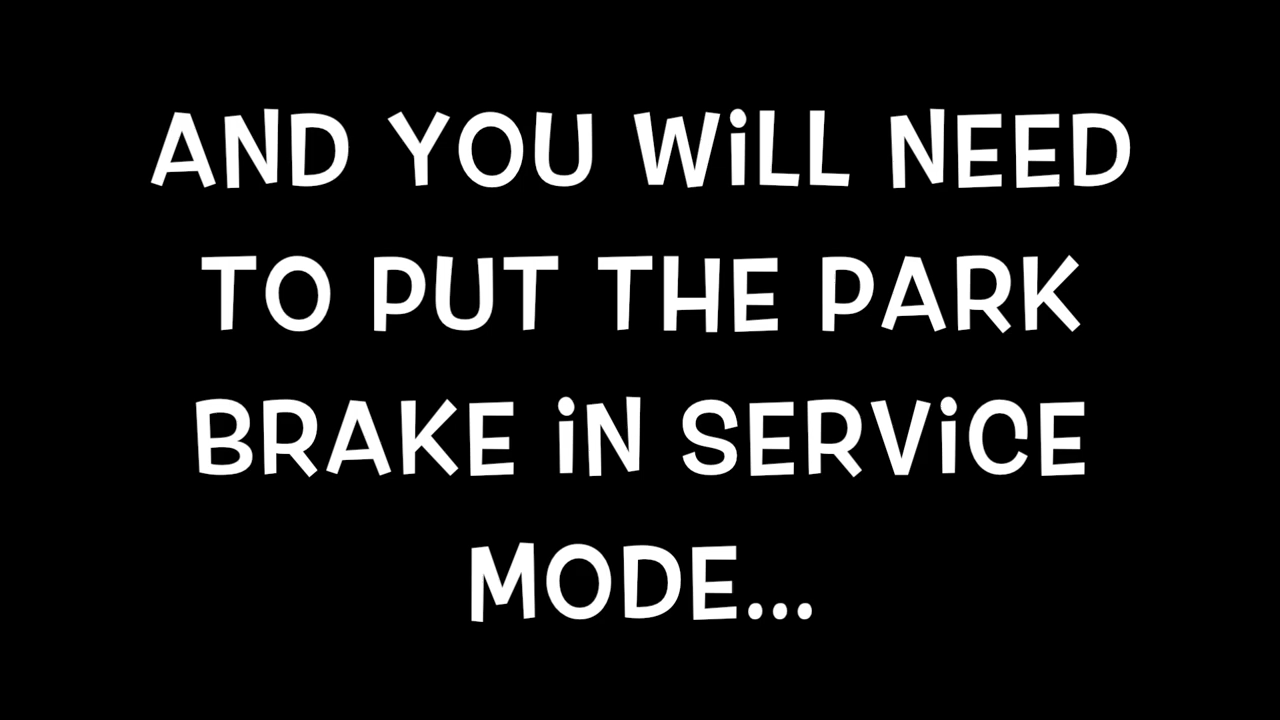 AND YOU WiLL NEED
TO PUT THE PARK
BRAKE iN SERViCE
MODE...